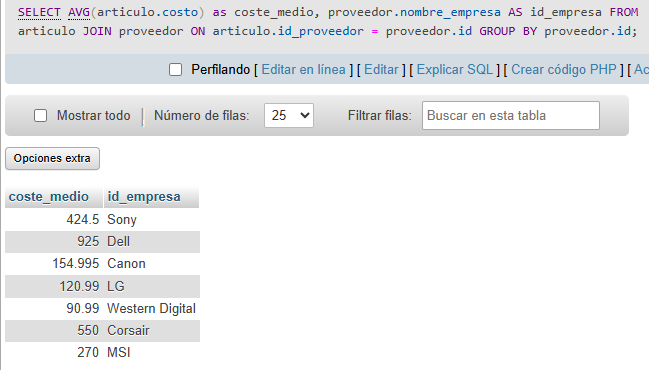 SELECT AVG(articulo.costo) as coste_medio, proveedor.nombre_empresa AS id_empresa FROM
articulo JOIN proveedor ON articulo.id_proveedor = proveedor.id GROUP BY proveedor.id;
Perfilando [ Editar en línea ] [ Editar ] [ Explicar SQL ] [ Crear código PHP ] [ Ac
Mostrar todo | Número de filas: 25 Filtrar filas: Buscar en esta tabla
Opciones extra
coste_medio id_empresa
424.5 Sony
925 Dell
154.995 Canon
120.99 LG
90.99 Western Digital
550 Corsair
270 MSI